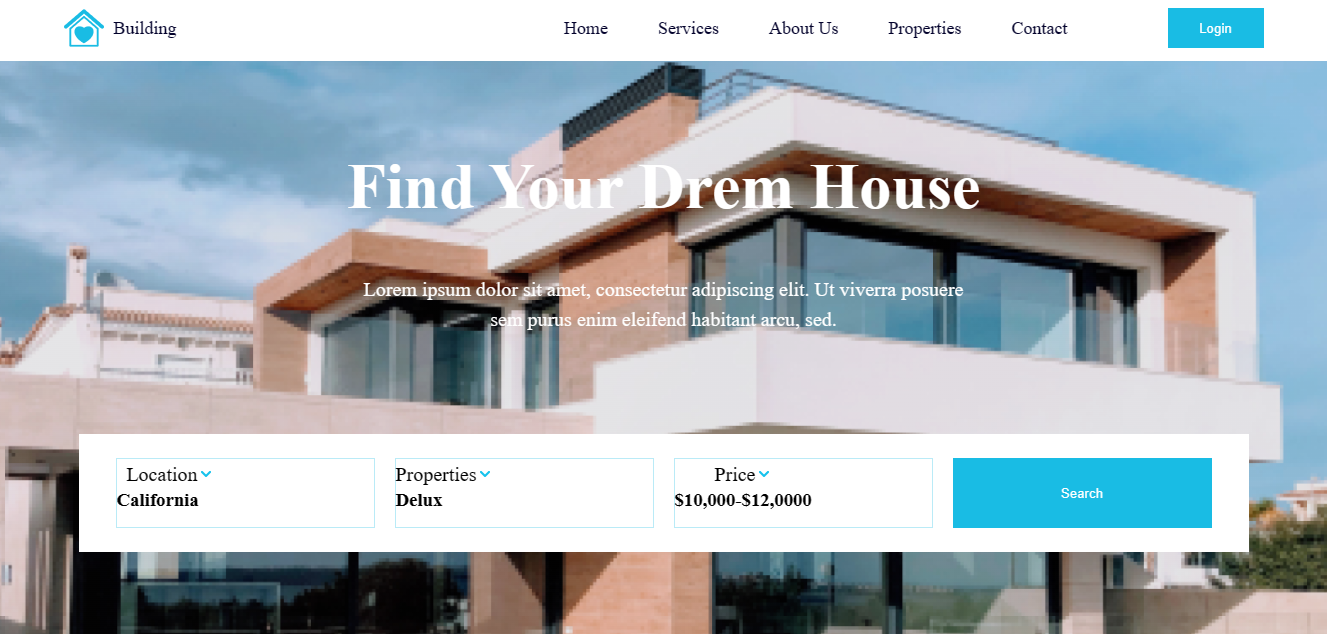 Building
Home
Services
About Us
Properties
Contact
Login
Find Your Drem House
Lorem ipsum dolor sit amet, consectetur adipiscing elit. Ut viverra posuere
sem purus enim eleifend habitant arcu, sed.
Location
California
Properties
Delux
Price
$10,000-$12,0000
Search